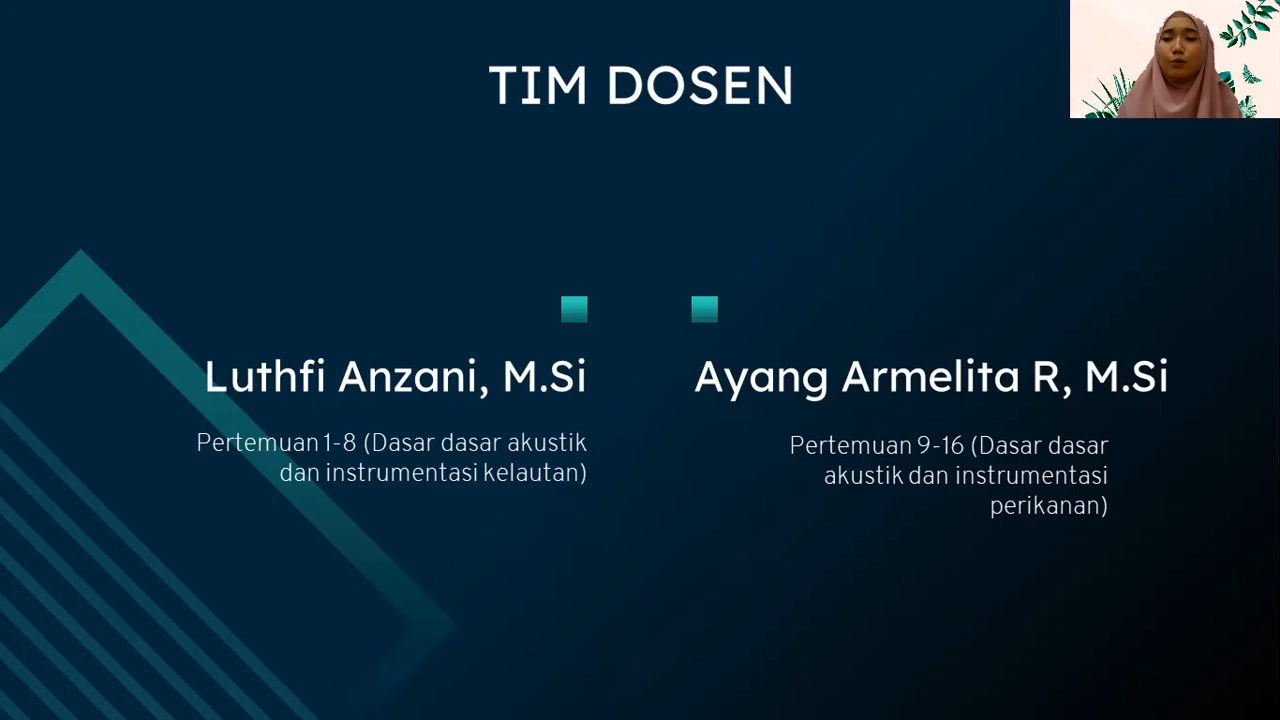 TIM DOSEN
Luthfi Anzani, M.Si
Pertemuan 1-8 (Dasar dasar akustik
dan instrumentasi kelautan)
Ayang Armelita R, M.Si
Pertemuan 9-16 (Dasar dasar
akustik dan instrumentasi
perikanan)